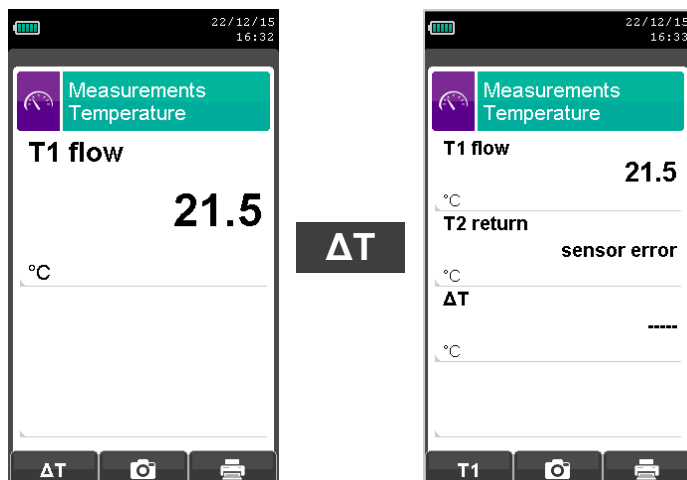 22/12/15
16:32
Measurements
Temperature
T1 flow
21.5
°C
ΔT
ΔT
22/12/15
16:33
Measurements
Temperature
T1 flow
21.5
°C
T2 return
sensor error
°C
ΔT
-----
°C
T1